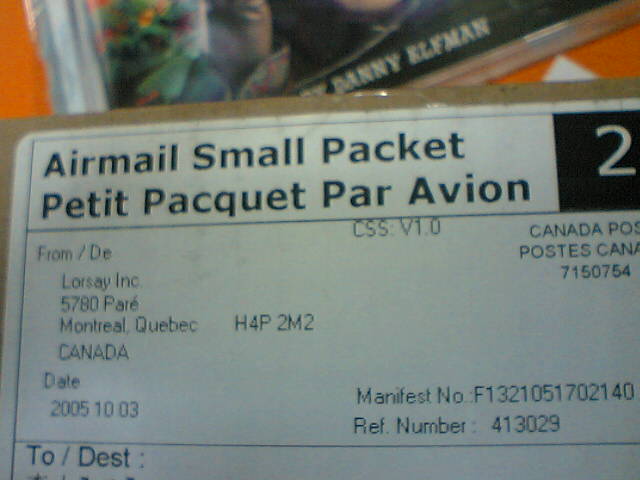 BY DANNY ELFMAN
Airmail Small Packet
Petit Pacquet Par Avion
2
CSS: V1.0
CANADA POS
POSTES CANA
7150754
From / De
Lorsay Inc.
5780 Paré
Montreal, Quebec H4P 2M2
CANADA
Date
2005 10 03
Manifest No.:F1321051702140
Ref. Number : 413029
To / Dest :